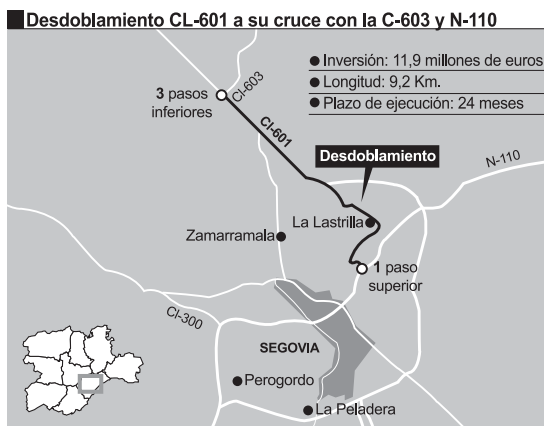 Desdoblamiento CL-601 a su cruce con la C-603 y N-110
Inversión: 11,9 millones de euros
Longitud: 9,2 Km.
Plazo de ejecución: 24 meses
3 pasos
inferiores
Cl-603
Cl-601
Desdoblamiento
N-110
La Lastrilla
Zamarramala
1 paso
superior
Cl-300
SEGOVIA
Perogordo
La Peladera